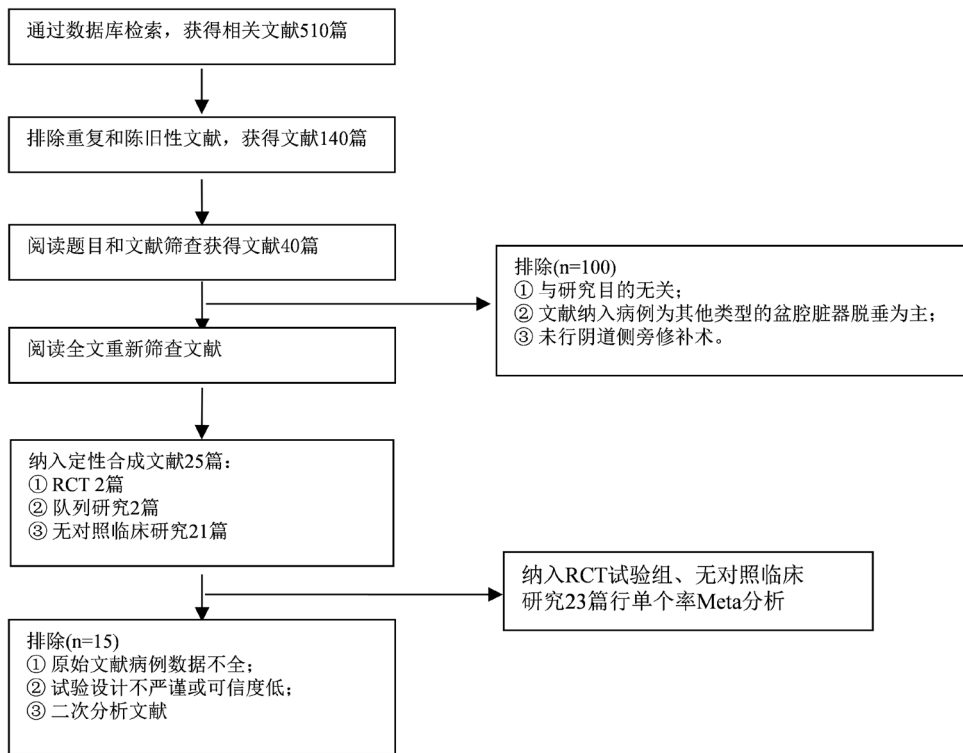 通过数据库检索，获得相关文献510篇
排除重复和陈旧性文献，获得文献140篇
阅读题目和文献筛查获得文献40篇
排除(n=100)
① 与研究目的无关；
② 文献纳入病例为其他类型的盆腔脏器脱垂为主；
③ 未行阴道侧旁修补术。
阅读全文重新筛查文献
纳入定性合成文献25篇：
① RCT 2篇
② 队列研究2篇
③ 无对照临床研究21篇
纳入RCT试验组、无对照临床
研究23篇行单个率Meta分析
排除(n=15)
① 原始文献病例数据不全；
② 试验设计不严谨或可信度低；
③ 二次分析文献